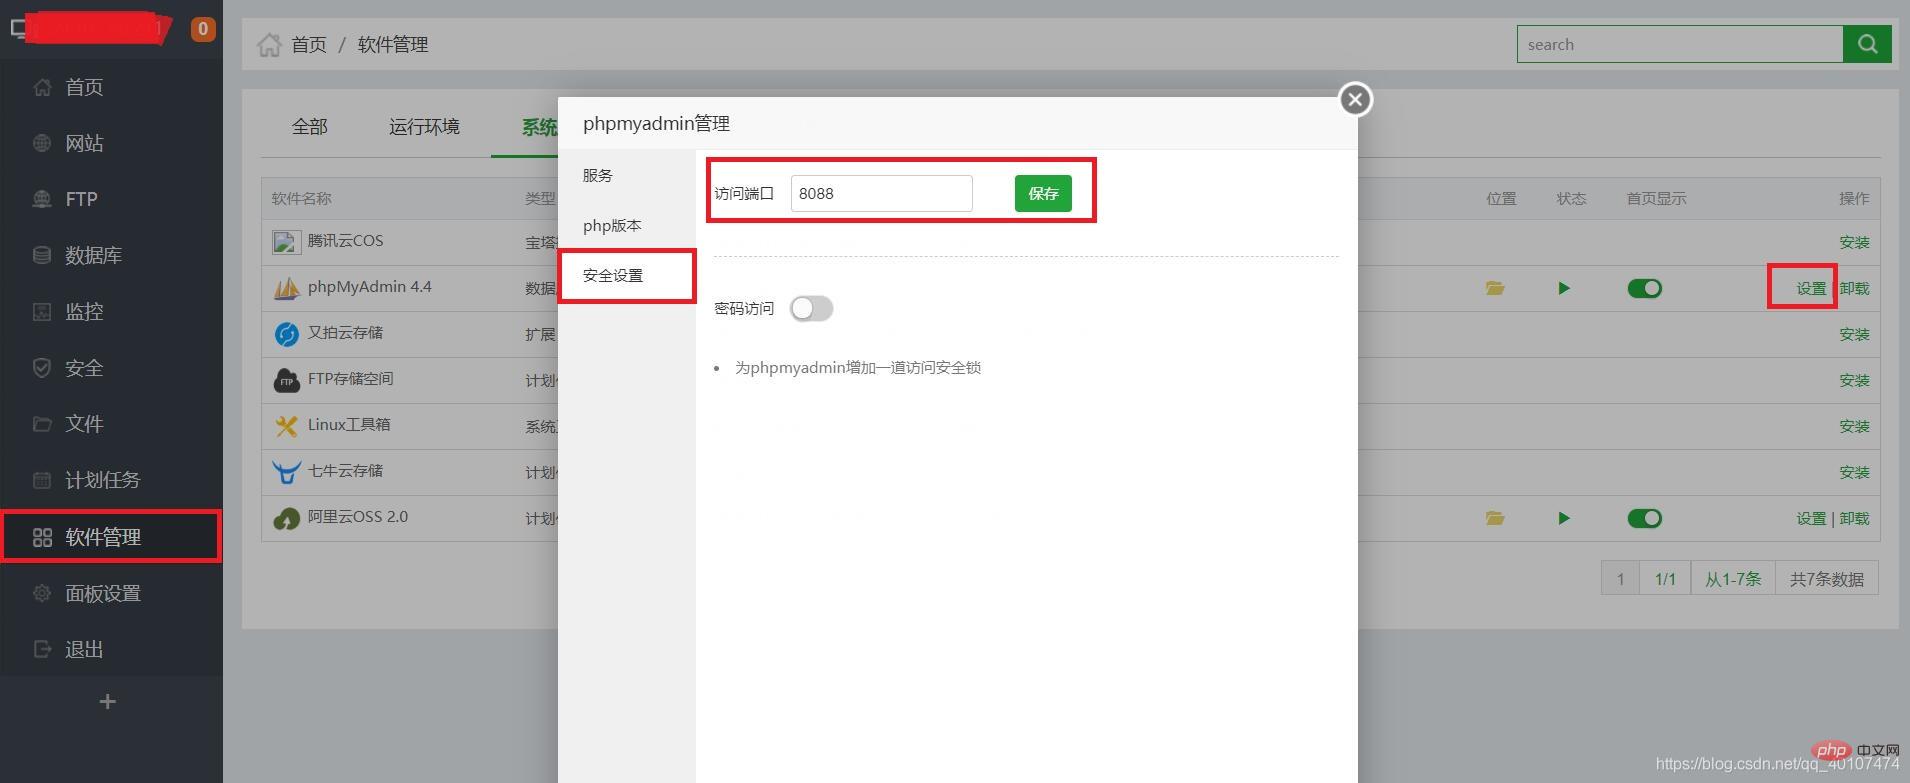 0
首页
网站
FTP
数据库
监控
安全
文件
计划任务
软件管理
面板设置
退出
+
首页 / 软件管理
search
全部
运行环境
系统
软件名称
类型
位置
状态
首页显示
操作
腾讯云COS
宝塔
安装
phpMyAdmin 4.4
数据
设置 | 卸载
又拍云存储
扩展
安装
FTP
FTP存储空间
计划
安装
Linux工具箱
系统
安装
七牛云存储
计划
安装
阿里云OSS 2.0
计划
设置 | 卸载
1
1/1
从1-7条
共7条数据
phpmyadmin管理
服务
php版本
安全设置
访问端口
8088
保存
密码访问
• 为phpmyadmin增加一道访问安全锁
php 中文网
https://blog.csdn.net/qq_40107474